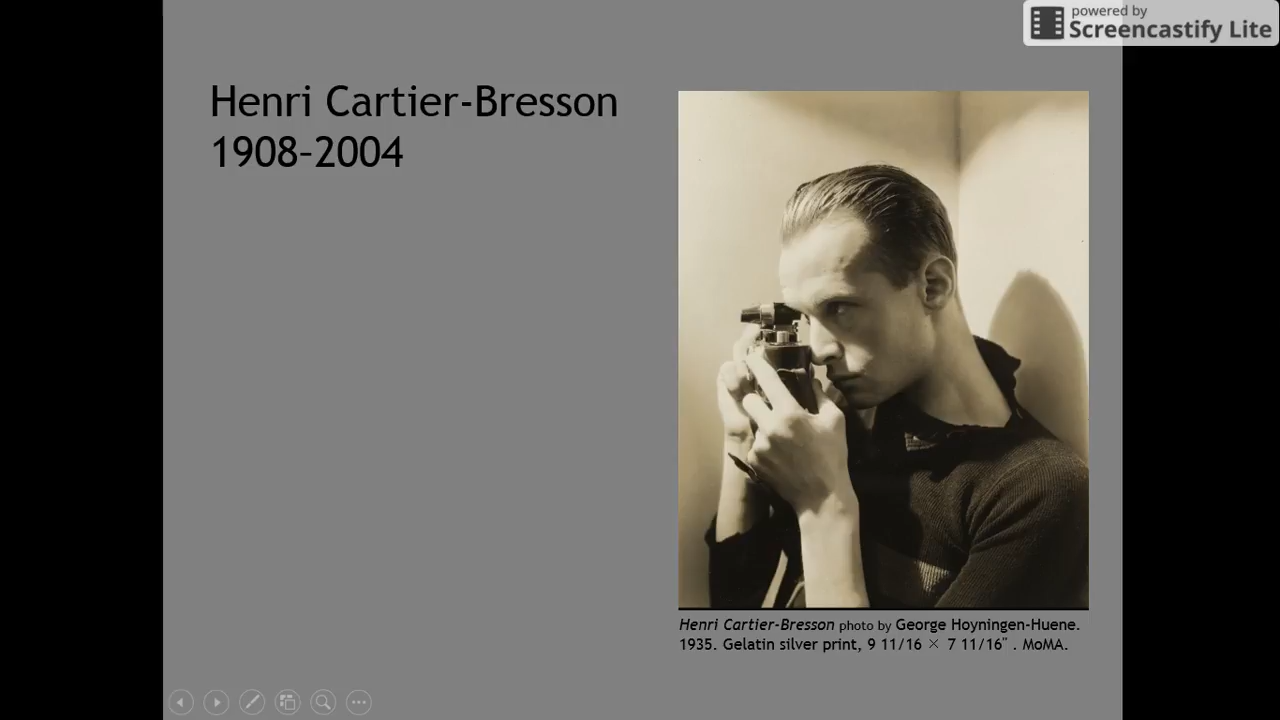 powered by
Screencastify Lite
Henri Cartier-Bresson
1908-2004
Henri Cartier-Bresson photo by George Hoyningen-Huene.
1935. Gelatin silver print, 9 11/16 × 7 11/16" . MoMA.